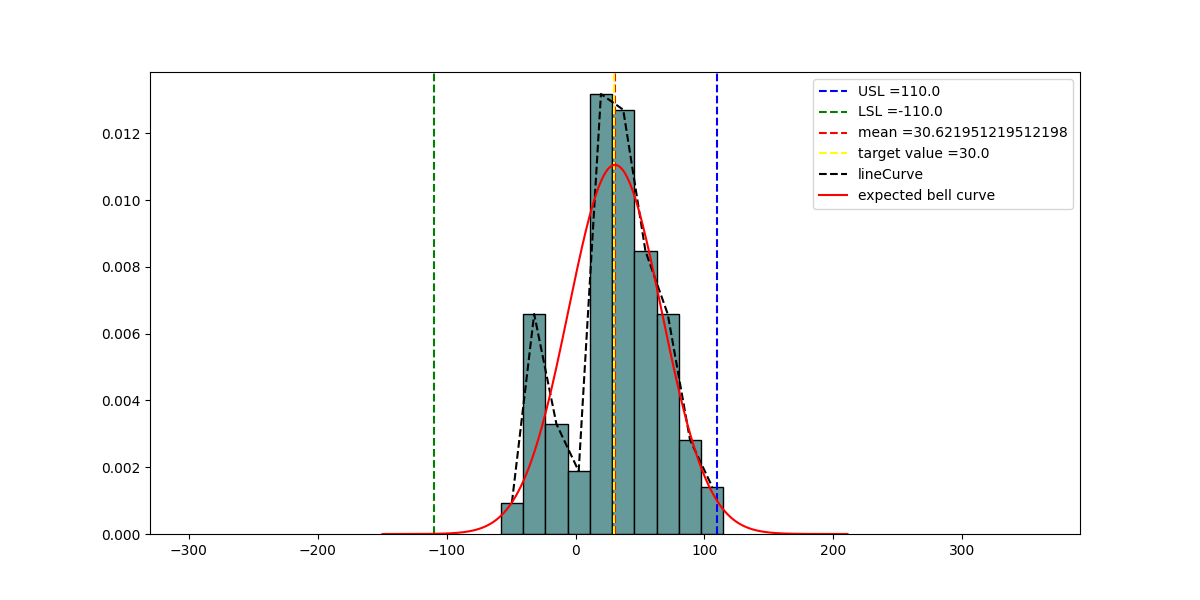 USL =110.0
LSL =-110.0
mean =30.621951219512198
target value =30.0
lineCurve
expected bell curve
0.012
0.010
0.008
0.006
0.004
0.002
0.000
−300 −200 −100 0 100 200 300